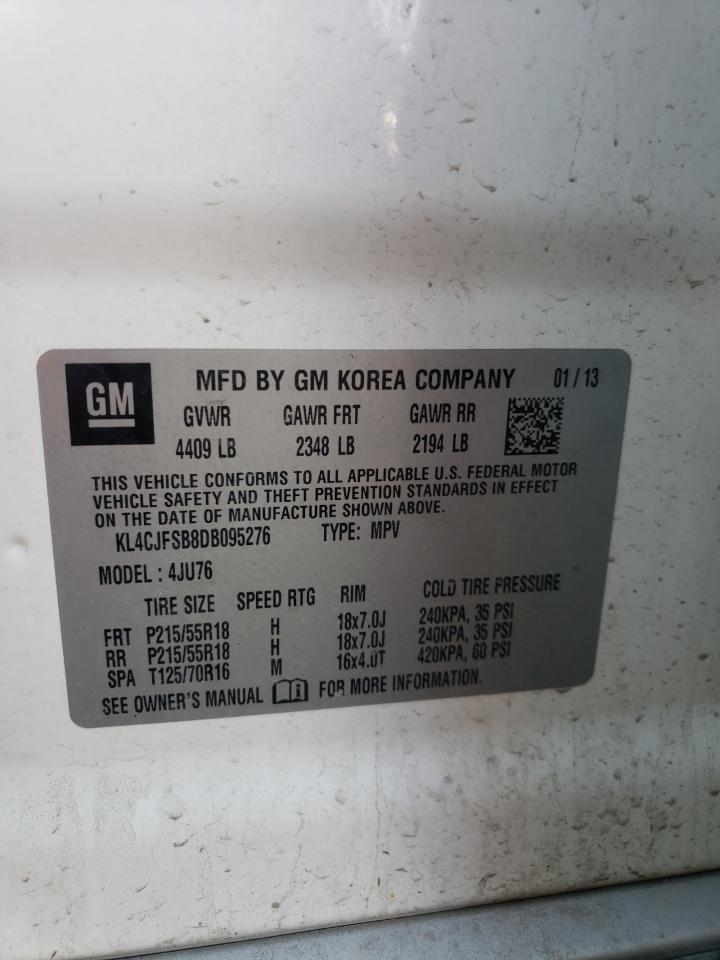 GM
MFD BY GM KOREA COMPANY 01 / 13
GVWR GAWR FRT GAWR RR
4409 LB 2348 LB 2194 LB
THIS VEHICLE CONFORMS TO ALL APPLICABLE U.S. FEDERAL MOTOR
VEHICLE SAFETY AND THEFT PREVENTION STANDARDS IN EFFECT
ON THE DATE OF MANUFACTURE SHOWN ABOVE.
KL4CJFSB8DB095276 TYPE: MPV
MODEL : 4JU76
TIRE SIZE SPEED RTG RIM COLD TIRE PRESSURE
FRT P215/55R18 H 18x7.0J 240KPA, 35 PSI
RR P215/55R18 H 18x7.0J 240KPA, 35 PSI
SPA T125/70R16 M 16x4.0T 420KPA, 60 PSI
SEE OWNER'S MANUAL i FOR MORE INFORMATION.